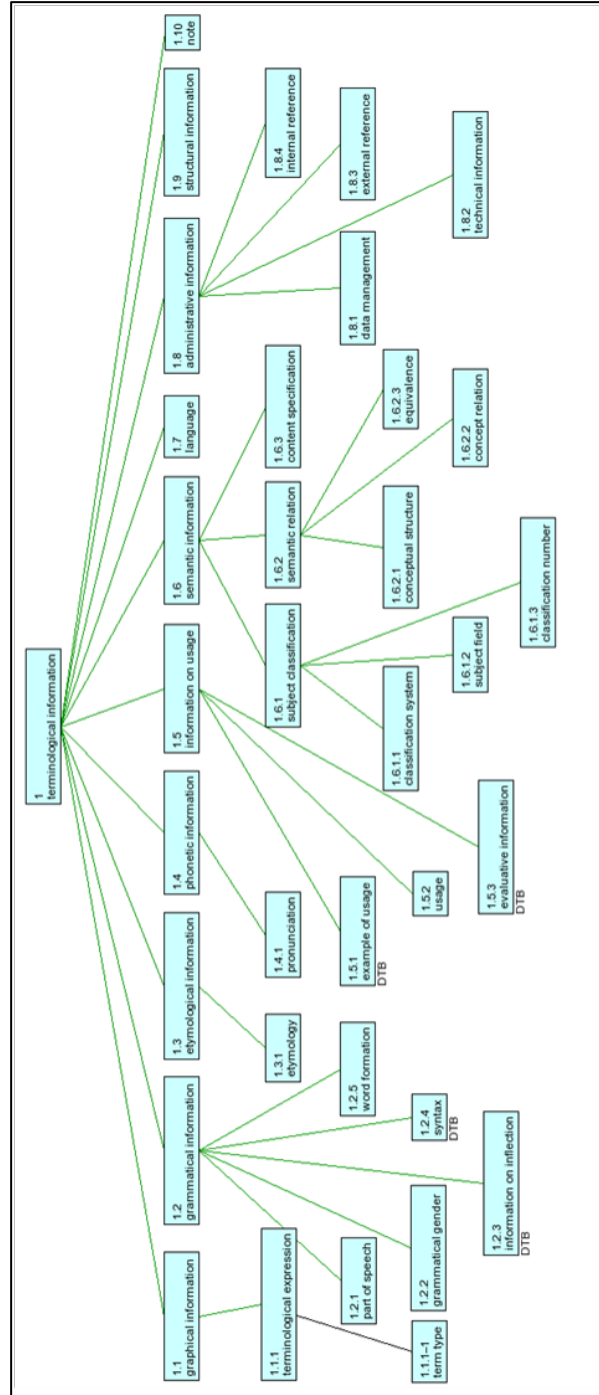 1
terminological information
1.1
graphical information
1.2
grammatical information
1.3
etymological information
1.4
phonetic information
1.5
information on usage
1.6
semantic information
1.7
language
1.8
administrative information
1.9
structural information
1.10
note
1.1.1
terminological expression
1.3.1
etymology
1.4.1
pronunciation
1.6.1
subject classification
1.6.2
semantic relation
1.6.3
content specification
1.8.4
internal reference
1.2.1
part of speech
1.2.5
word formation
1.5.1
example of usage
DTB
1.8.1
data management
1.8.3
external reference
1.6.1.1
classification system
1.6.2.1
conceptual structure
1.6.2.3
equivalence
1.1.1–1
term type
1.2.2
grammatical gender
1.2.4
syntax
DTB
1.5.2
usage
1.6.1.2
subject field
1.6.2.2
concept relation
1.8.2
technical information
1.2.3
information on inflection
DTB
1.5.3
evaluative information
DTB
1.6.1.3
classification number